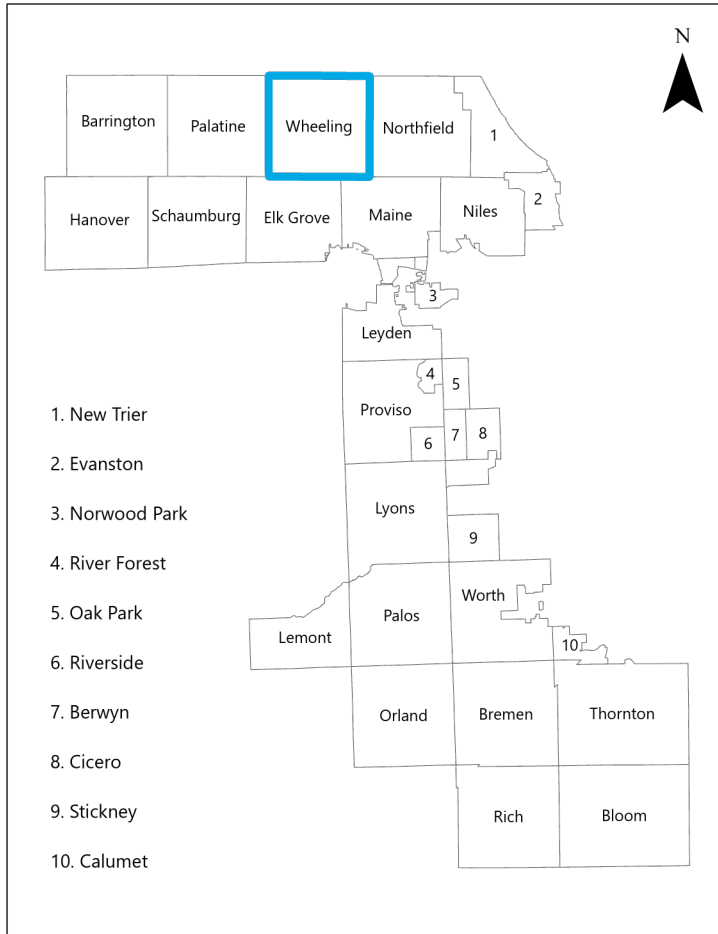 N
Barrington
Palatine
Wheeling
Northfield
1
2
Hanover
Schaumburg
Elk Grove
Maine
Niles
3
Leyden
4
5
Proviso
6
7
8
Lyons
9
Worth
Palos
Lemont
10
Orland
Bremen
Thornton
Rich
Bloom
1. New Trier
2. Evanston
3. Norwood Park
4. River Forest
5. Oak Park
6. Riverside
7. Berwyn
8. Cicero
9. Stickney
10. Calumet